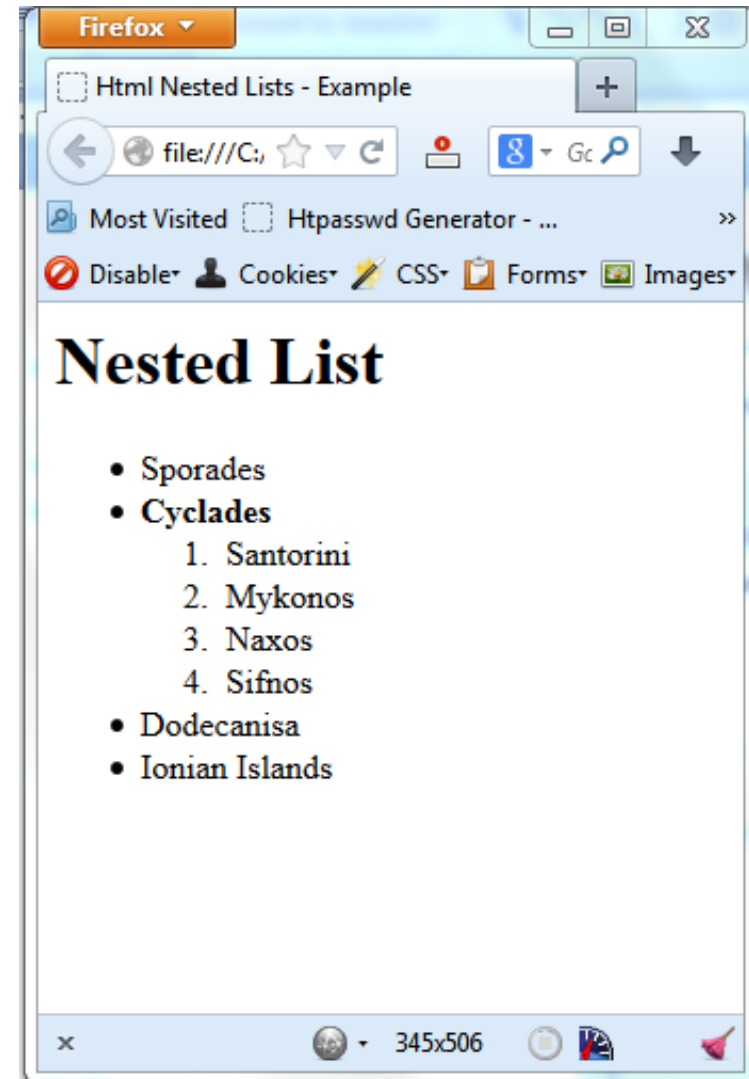 Firefox
Html Nested Lists - Example
file:///C:/
Most Visited Htpasswd Generator - ... »
Disable Cookies CSS Forms Images
Nested List
• Sporades
• Cyclades
1. Santorini
2. Mykonos
3. Naxos
4. Sifnos
• Dodecanisa
• Ionian Islands
x 345x506